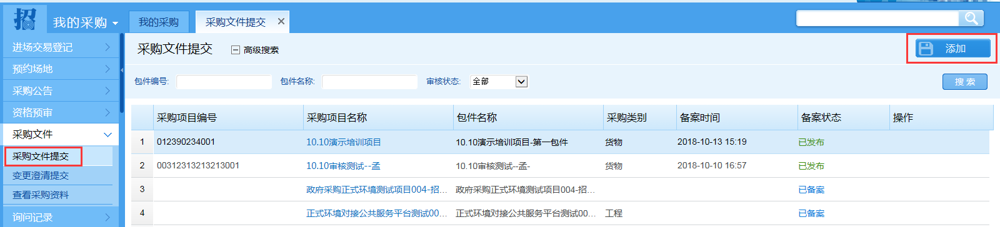 招 我的采购 我的采购 采购文件提交
进场交易登记
预约场地
采购公告
资格预审
采购文件
采购文件提交
变更澄清提交
查看采购资料
询问记录
采购文件提交 高级搜索 添加
包件编号: 包件名称: 审核状态: 全部 搜索
采购项目编号 采购项目名称 包件名称 采购类别 备案时间 备案状态 操作
1 012390234001 10.10演示培训项目 10.10演示培训项目-第一包件 货物 2018-10-13 15:19 已发布
2 00312313213213001 10.10审核测试--孟 10.10审核测试--孟- 货物 2018-10-10 16:57 已发布
3 政府采购正式环境测试项目004-招... 政府采购正式环境测试项目004-招... 已备案
4 正式环境对接公共服务平台测试00... 正式环境对接公共服务平台测试00... 工程 已备案